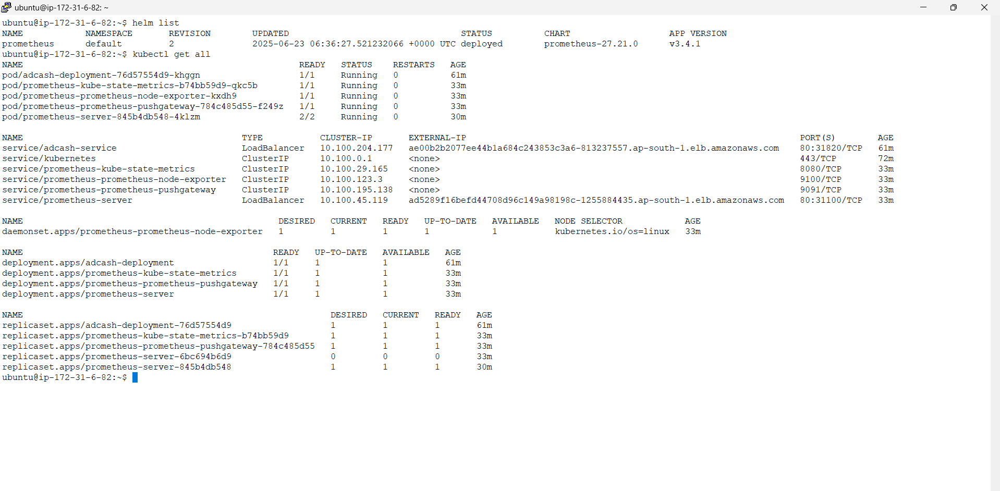 ubuntu@ip-172-31-6-82: ~
ubuntu@ip-172-31-6-82:~$ helm list
NAME            NAMESPACE       REVISION        UPDATED                                 STATUS          CHART                   APP VERSION
prometheus      default         2               2025-06-23 06:36:27.521232066 +0000 UTC deployed        prometheus-27.21.0      v3.4.1
ubuntu@ip-172-31-6-82:~$ kubectl get all
NAME                                                     READY   STATUS    RESTARTS   AGE
pod/adcash-deployment-76d57554d9-khggn                   1/1     Running   0          61m
pod/prometheus-kube-state-metrics-b74bb59d9-qkc5b        1/1     Running   0          33m
pod/prometheus-prometheus-node-exporter-kxdh9            1/1     Running   0          33m
pod/prometheus-prometheus-pushgateway-784c485d55-f249z   1/1     Running   0          33m
pod/prometheus-server-845b4db548-4klzm                   2/2     Running   0          30m
NAME                                          TYPE           CLUSTER-IP       EXTERNAL-IP                                                                PORT(S)        AGE
service/adcash-service                        LoadBalancer   10.100.204.177   ae00b2b2077ee44b1a684c243853c3a6-813237557.ap-south-1.elb.amazonaws.com    80:31820/TCP   61m
service/kubernetes                            ClusterIP      10.100.0.1       <none>                                                                     443/TCP        72m
service/prometheus-kube-state-metrics         ClusterIP      10.100.29.165    <none>                                                                     8080/TCP       33m
service/prometheus-prometheus-node-exporter   ClusterIP      10.100.123.3     <none>                                                                     9100/TCP       33m
service/prometheus-prometheus-pushgateway     ClusterIP      10.100.195.138   <none>                                                                     9091/TCP       33m
service/prometheus-server                     LoadBalancer   10.100.45.119    ad5289f16befd44708d96c149a98198c-1255884435.ap-south-1.elb.amazonaws.com   80:31100/TCP   33m
NAME                                                 DESIRED   CURRENT   READY   UP-TO-DATE   AVAILABLE   NODE SELECTOR            AGE
daemonset.apps/prometheus-prometheus-node-exporter   1         1         1       1            1           kubernetes.io/os=linux   33m
NAME                                                READY   UP-TO-DATE   AVAILABLE   AGE
deployment.apps/adcash-deployment                   1/1     1            1           61m
deployment.apps/prometheus-kube-state-metrics       1/1     1            1           33m
deployment.apps/prometheus-prometheus-pushgateway   1/1     1            1           33m
deployment.apps/prometheus-server                   1/1     1            1           33m
NAME                                                           DESIRED   CURRENT   READY   AGE
replicaset.apps/adcash-deployment-76d57554d9                   1         1         1       61m
replicaset.apps/prometheus-kube-state-metrics-b74bb59d9        1         1         1       33m
replicaset.apps/prometheus-prometheus-pushgateway-784c485d55   1         1         1       33m
replicaset.apps/prometheus-server-6bc694b6d9                   0         0         0       33m
replicaset.apps/prometheus-server-845b4db548                   1         1         1       30m
ubuntu@ip-172-31-6-82:~$